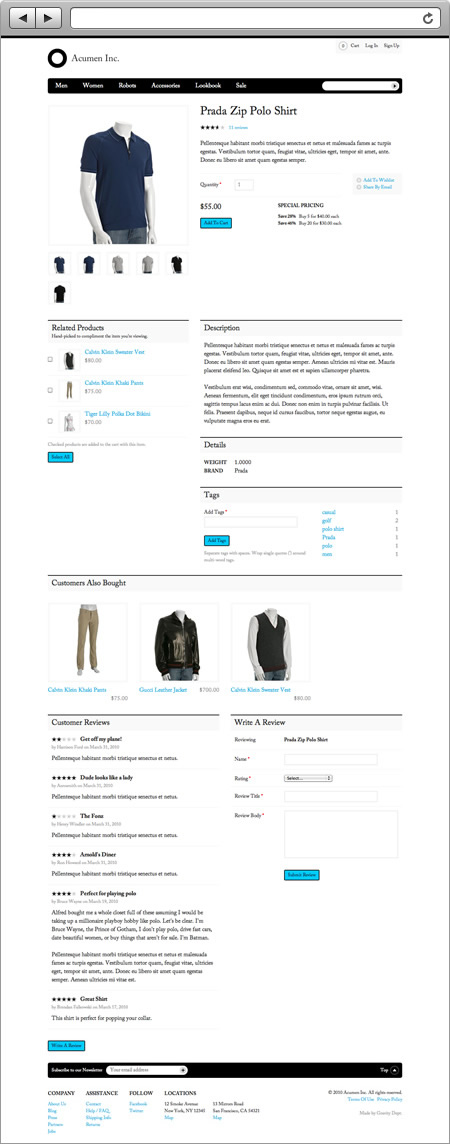 0 Cart Log In Sign Up
Acumen Inc.
Men Women Robots Accessories Lookbook Sale
Prada Zip Polo Shirt
13 reviews
Pellentesque habitant morbi tristique senectus et netus et malesuada fames ac turpis
egestas. Vestibulum tortor quam, feugiat vitae, ultricies eget, tempor sit amet, ante.
Donec eu libero sit amet quam egestas semper.
Quantity * 1
Add To Wishlist
Share By Email
$55.00
Add To Cart
SPECIAL PRICING
Save 20% Buy 5 for $40.00 each
Save 40% Buy 20 for $30.00 each
Related Products
Hand-picked to compliment the item you're viewing.
Calvin Klein Sweater Vest
$80.00
Calvin Klein Khaki Pants
$75.00
Tiger Lilly Polka Dot Bikini
$70.00
Checked products are added to the cart with this item.
Select All
Description
Pellentesque habitant morbi tristique senectus et netus et malesuada fames ac turpis
egestas. Vestibulum tortor quam, feugiat vitae, ultricies eget, tempor sit amet, ante.
Donec eu libero sit amet quam egestas semper. Aenean ultricies mi vitae est. Mauris
placerat eleifend leo. Quisque sit amet est et sapien ullamcorper pharetra.
Vestibulum erat wisi, condimentum sed, commodo vitae, ornare sit amet, wisi.
Aenean fermentum, elit eget tincidunt condimentum, eros ipsum rutrum orci,
sagittis tempus lacus enim ac dui. Donec non enim in turpis pulvinar facilisis. Ut
felis. Praesent dapibus, neque id cursus faucibus, tortor neque egestas augue, eu
vulputate magna eros eu erat.
Details
WEIGHT 1.0000
BRAND Prada
Tags
Add Tags *
Add Tags
Separate tags with spaces. Wrap single quotes (') around
multi-word tags.
casual 1
golf 2
polo shirt 1
Prada 1
polo 1
men 1
Customers Also Bought
Calvin Klein Khaki Pants
$75.00
Gucci Leather Jacket $700.00
Calvin Klein Sweater Vest
$80.00
Customer Reviews
Get off my plane!
by Harrison Ford on March 31, 2010
Pellentesque habitant morbi tristique senectus et netus.
Dude looks like a lady
by Aerosmith on March 31, 2010
Pellentesque habitant morbi tristique senectus et netus.
The Fonz
by Henry Winkler on March 31, 2010
Pellentesque habitant morbi tristique senectus et netus.
Arnold's Diner
by Ron Howard on March 31, 2010
Pellentesque habitant morbi tristique senectus et netus.
Perfect for playing polo
by Bruce Wayne on March 19, 2010
Alfred bought me a whole closet full of these assuming I would be
taking up a millionaire playboy hobby like polo. Let's be clear. I'm
Bruce Wayne, the Prince of Gotham, I don't play polo, drive fast cars,
date beautiful women, or buy things that aren't for sale. I'm Batman.
Pellentesque habitant morbi tristique senectus et netus et malesuada
fames ac turpis egestas. Vestibulum tortor quam, feugiat vitae, ultricies
eget, tempor sit amet, ante. Donec eu libero sit amet quam egestas
semper. Aenean ultricies mi vitae est.
Great Shirt
by Brendan Falkowski on March 17, 2010
This shirt is perfect for popping your collar.
Write A Review
Write A Review
Reviewing Prada Zip Polo Shirt
Name *
Rating * Select...
Review Title *
Review Body *
Submit Review
Subscribe to our Newsletter Your email address Top
COMPANY
About Us
Blog
Press
Partners
Jobs
ASSISTANCE
Contact
Help / FAQ
Shipping Info
Returns
FOLLOW
Facebook
Twitter
LOCATIONS
12 Smoke Avenue
New York, NY 12345
Map
13 Mirrors Road
San Francisco, CA 54321
Map
© 2010 Acumen Inc. All rights reserved.
Terms Of Use Privacy Policy
Made by Gravity Dept.